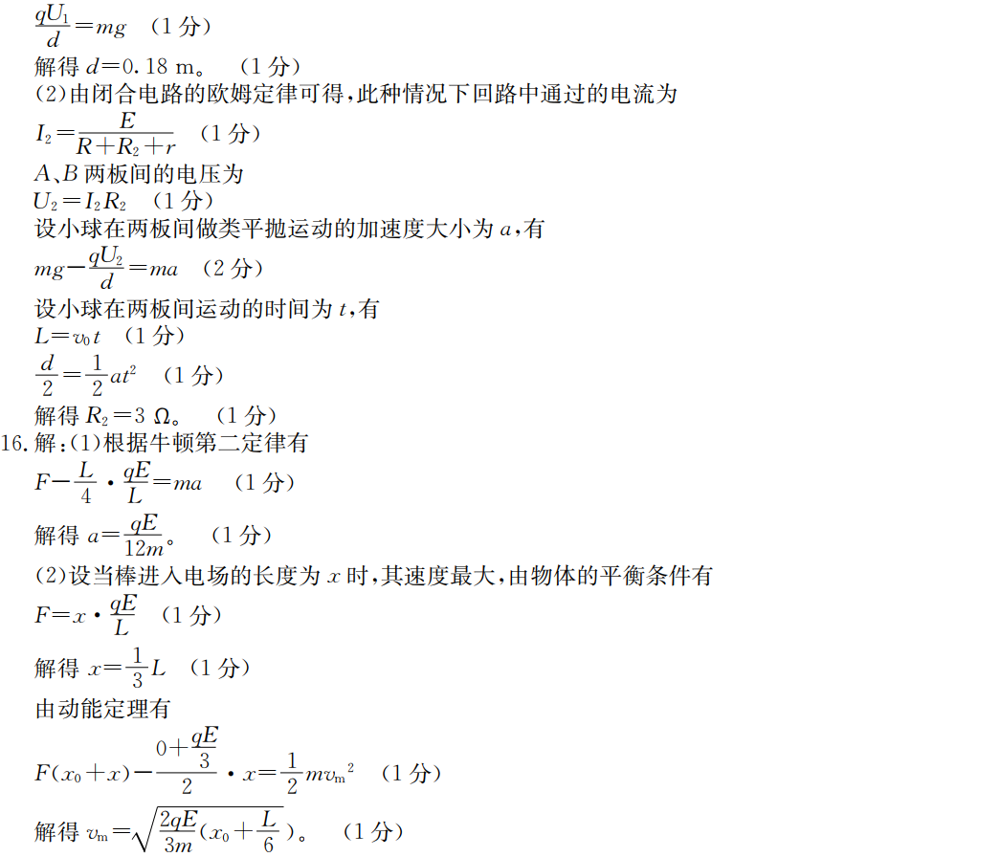 $\frac{qU_1}{d}=mg$ （1 分）
解得 $d=0.18$ m。 （1 分）
(2)由闭合电路的欧姆定律可得,此种情况下回路中通过的电流为
$I_2=\frac{E}{R+R_2+r}$ （1 分）
A、B 两板间的电压为
$U_2=I_2R_2$ （1 分）
设小球在两板间做类平抛运动的加速度大小为 a,有
$mg-\frac{qU_2}{d}=ma$ （2 分）
设小球在两板间运动的时间为 t,有
$L=v_0t$ （1 分）
$\frac{d}{2}=\frac{1}{2}at^2$ （1 分）
解得 $R_2=3$ Ω。 （1 分）
16. 解:(1)根据牛顿第二定律有
$F-\frac{L}{4}\cdot\frac{qE}{L}=ma$ （1 分）
解得 $a=\frac{qE}{12m}$。 （1 分）
(2)设当棒进入电场的长度为 x 时,其速度最大,由物体的平衡条件有
$F=x\cdot\frac{qE}{L}$ （1 分）
解得 $x=\frac{1}{3}L$ （1 分）
由动能定理有
$F(x_0+x)-\frac{0+\frac{qE}{3}}{2}\cdot x=\frac{1}{2}mv_m{}^2$ （1 分）
解得 $v_m=\sqrt{\frac{2qE}{3m}(x_0+\frac{L}{6})}$。 （1 分）